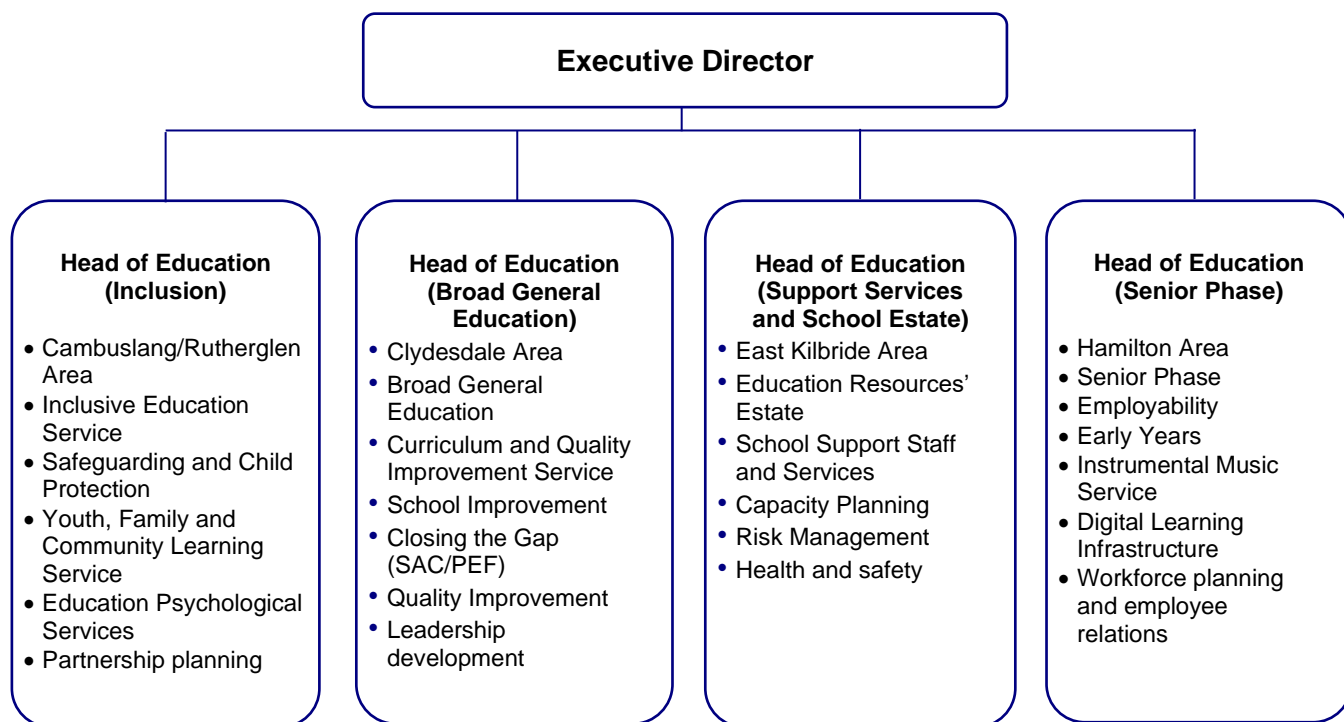 Executive Director
Head of Education
(Inclusion)
• Cambuslang/Rutherglen
Area
• Inclusive Education
Service
• Safeguarding and Child
Protection
• Youth, Family and
Community Learning
Service
• Education Psychological
Services
• Partnership planning
Head of Education
(Broad General
Education)
• Clydesdale Area
• Broad General
Education
• Curriculum and Quality
Improvement Service
• School Improvement
• Closing the Gap
(SAC/PEF)
• Quality Improvement
• Leadership
development
Head of Education
(Support Services
and School Estate)
• East Kilbride Area
• Education Resources’
Estate
• School Support Staff
and Services
• Capacity Planning
• Risk Management
• Health and safety
Head of Education
(Senior Phase)
• Hamilton Area
• Senior Phase
• Employability
• Early Years
• Instrumental Music
Service
• Digital Learning
Infrastructure
• Workforce planning
and employee
relations